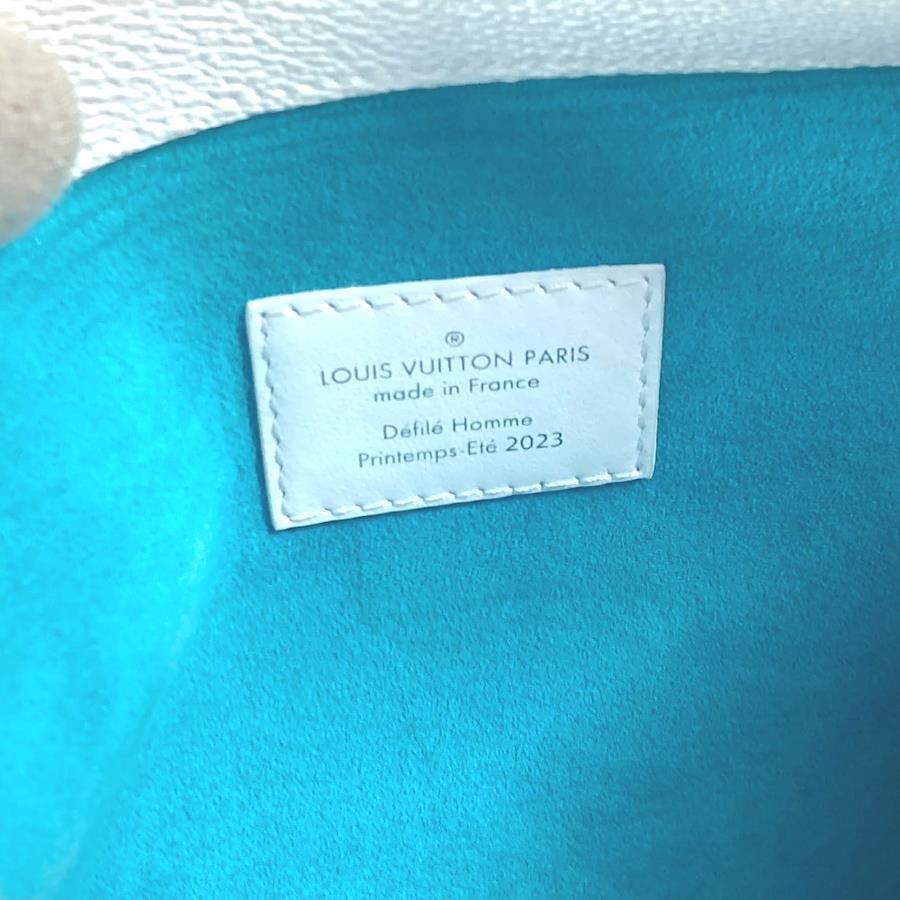 ®
LOUIS VUITTON PARIS
made in France
Défilé Homme
Printemps-Eté 2023